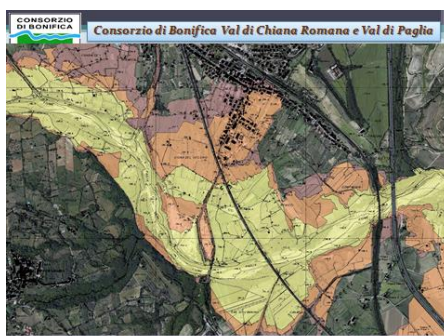 CONSORZIO
DI BONIFICA
Consorzio di Bonifica Val di Chiana Romana e Val di Paglia